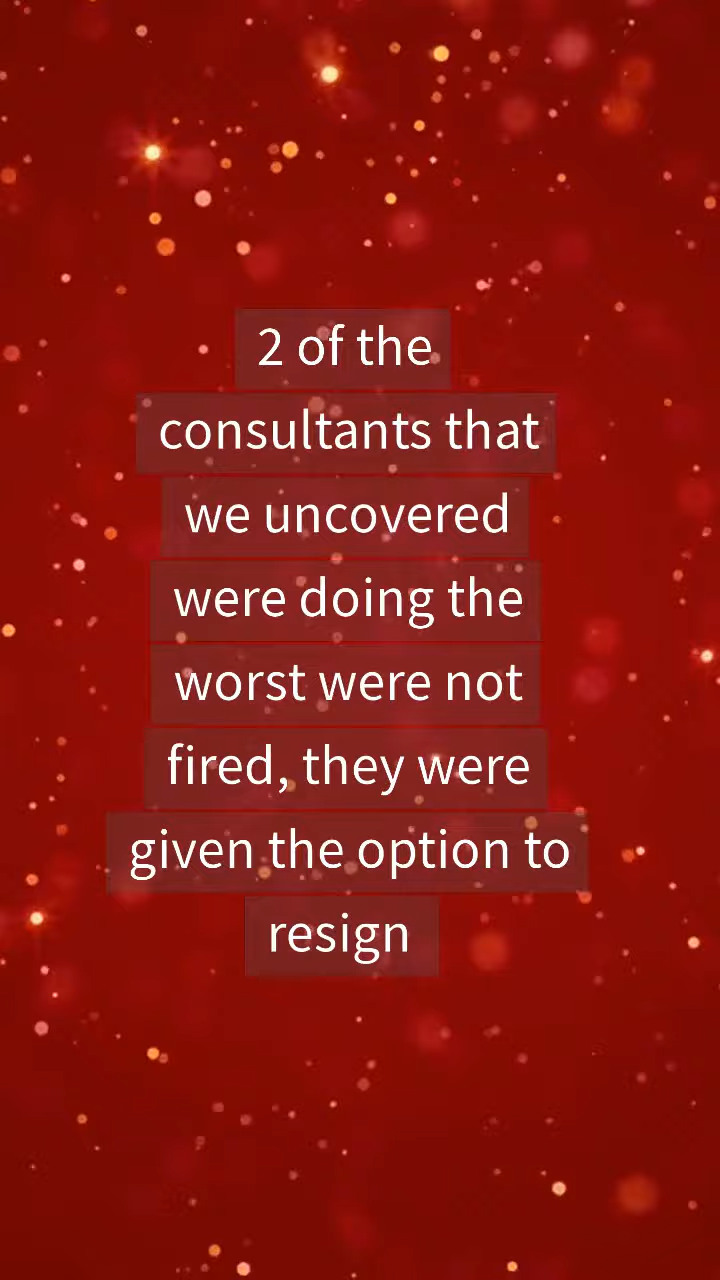 2 of the
consultants that
we uncovered
were doing the
worst were not
fired, they were
given the option to
resign